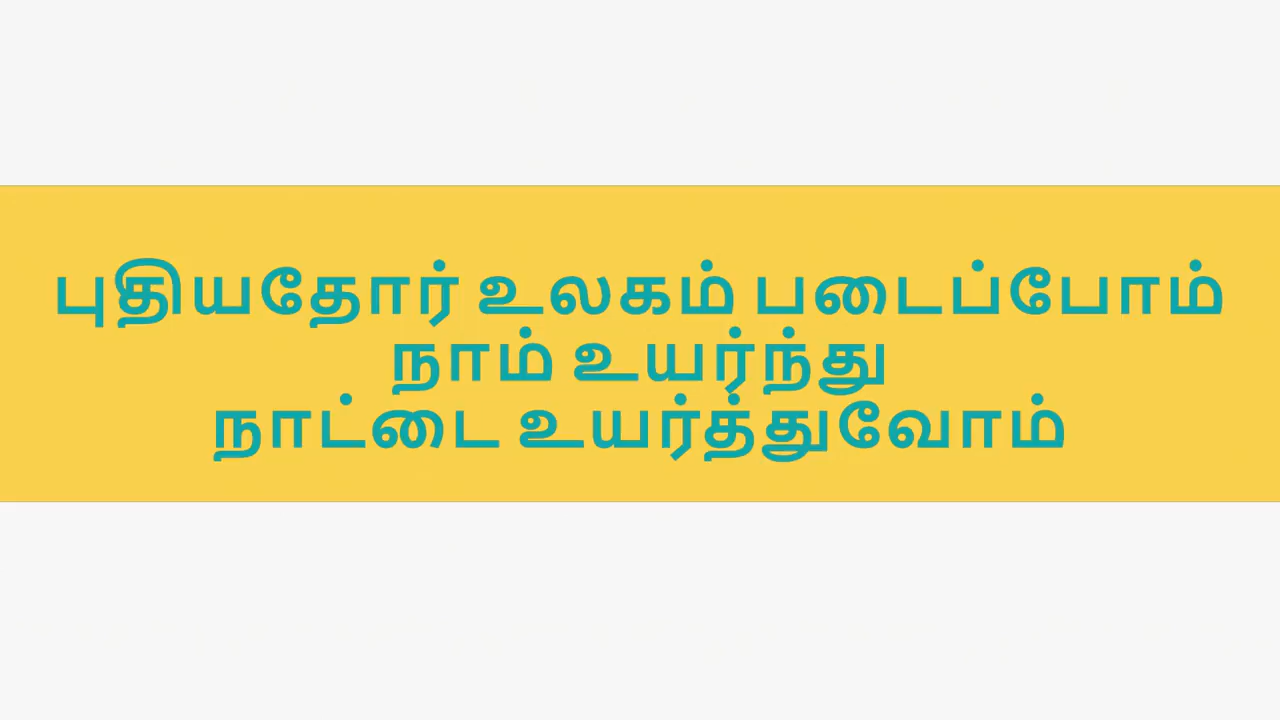 புதியதோர் உலகம் படைப்போம்
நாம் உயர்ந்து
நாட்டை உயர்த்துவோம்